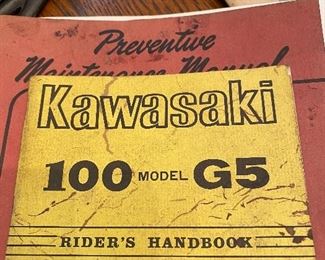 Preventive
Maintenance Manual
Kawasaki
100 MODEL G5
RIDER'S HANDBOOK